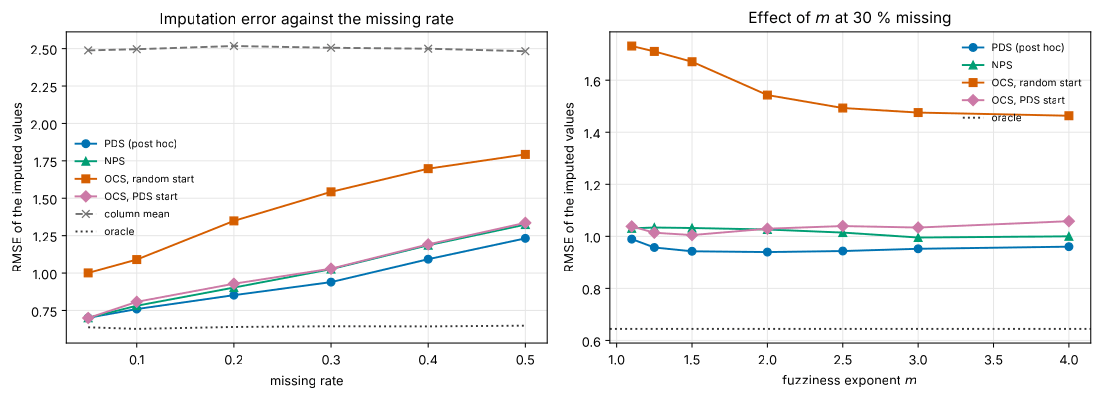 Imputation error against the missing rate
RMSE of the imputed values
2.50
2.25
2.00
1.75
1.50
1.25
1.00
0.75
PDS (post hoc)
NPS
OCS, random start
OCS, PDS start
column mean
oracle
0.1
0.2
0.3
0.4
0.5
missing rate
Effect of m at 30 % missing
RMSE of the imputed values
1.6
1.4
1.2
1.0
0.8
0.6
PDS (post hoc)
NPS
OCS, random start
OCS, PDS start
oracle
1.0
1.5
2.0
2.5
3.0
3.5
4.0
fuzziness exponent m